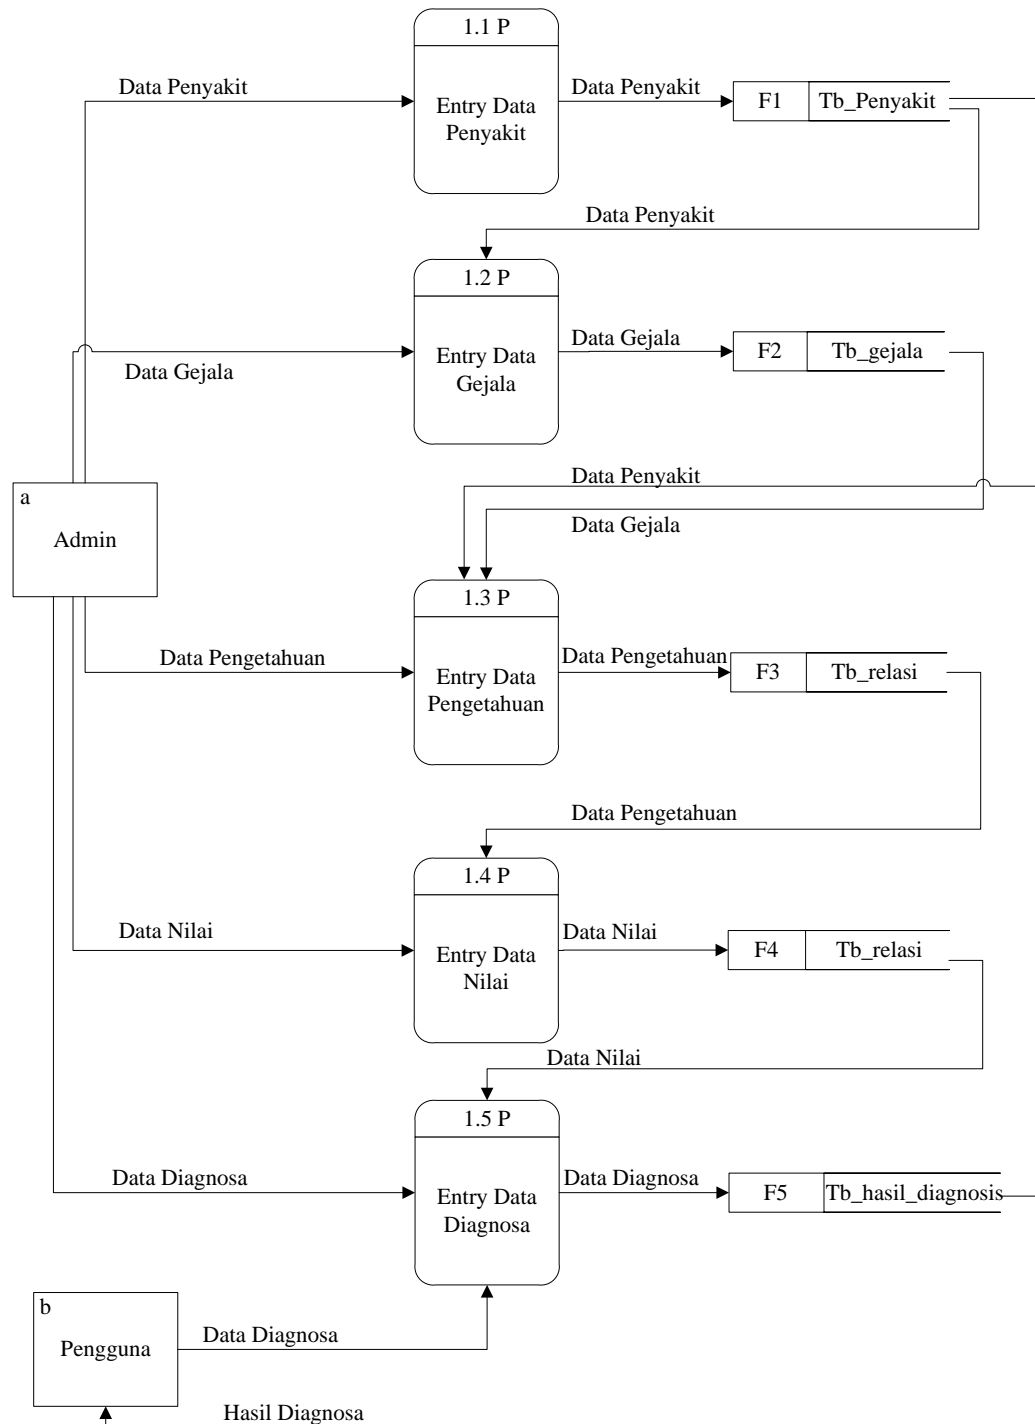 1.1 P
Data Penyakit
Entry Data
Penyakit
Data Penyakit
F1
Tb_Penyakit
Data Penyakit
1.2 P
Data Gejala
Entry Data
Gejala
Data Gejala
F2
Tb_gejala
a
Admin
Data Penyakit
Data Gejala
1.3 P
Data Pengetahuan
Entry Data
Pengetahuan
Data Pengetahuan
F3
Tb_relasi
Data Pengetahuan
1.4 P
Data Nilai
Entry Data
Nilai
Data Nilai
F4
Tb_relasi
Data Nilai
1.5 P
Data Diagnosa
Entry Data
Diagnosa
Data Diagnosa
F5
Tb_hasil_diagnosis
b
Pengguna
Data Diagnosa
Hasil Diagnosa